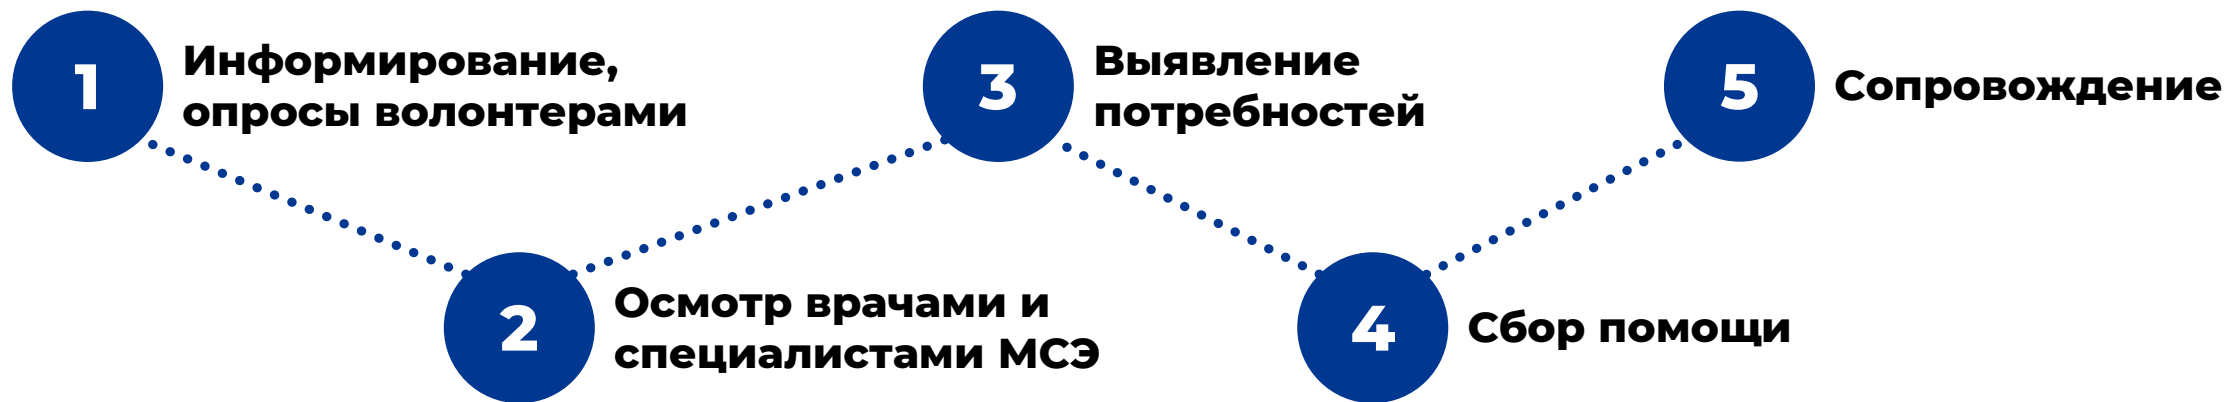 1
Информирование,
опросы волонтерами
2
Осмотр врачами и
специалистами МСЭ
3
Выявление
потребностей
4
Сбор помощи
5
Сопровождение